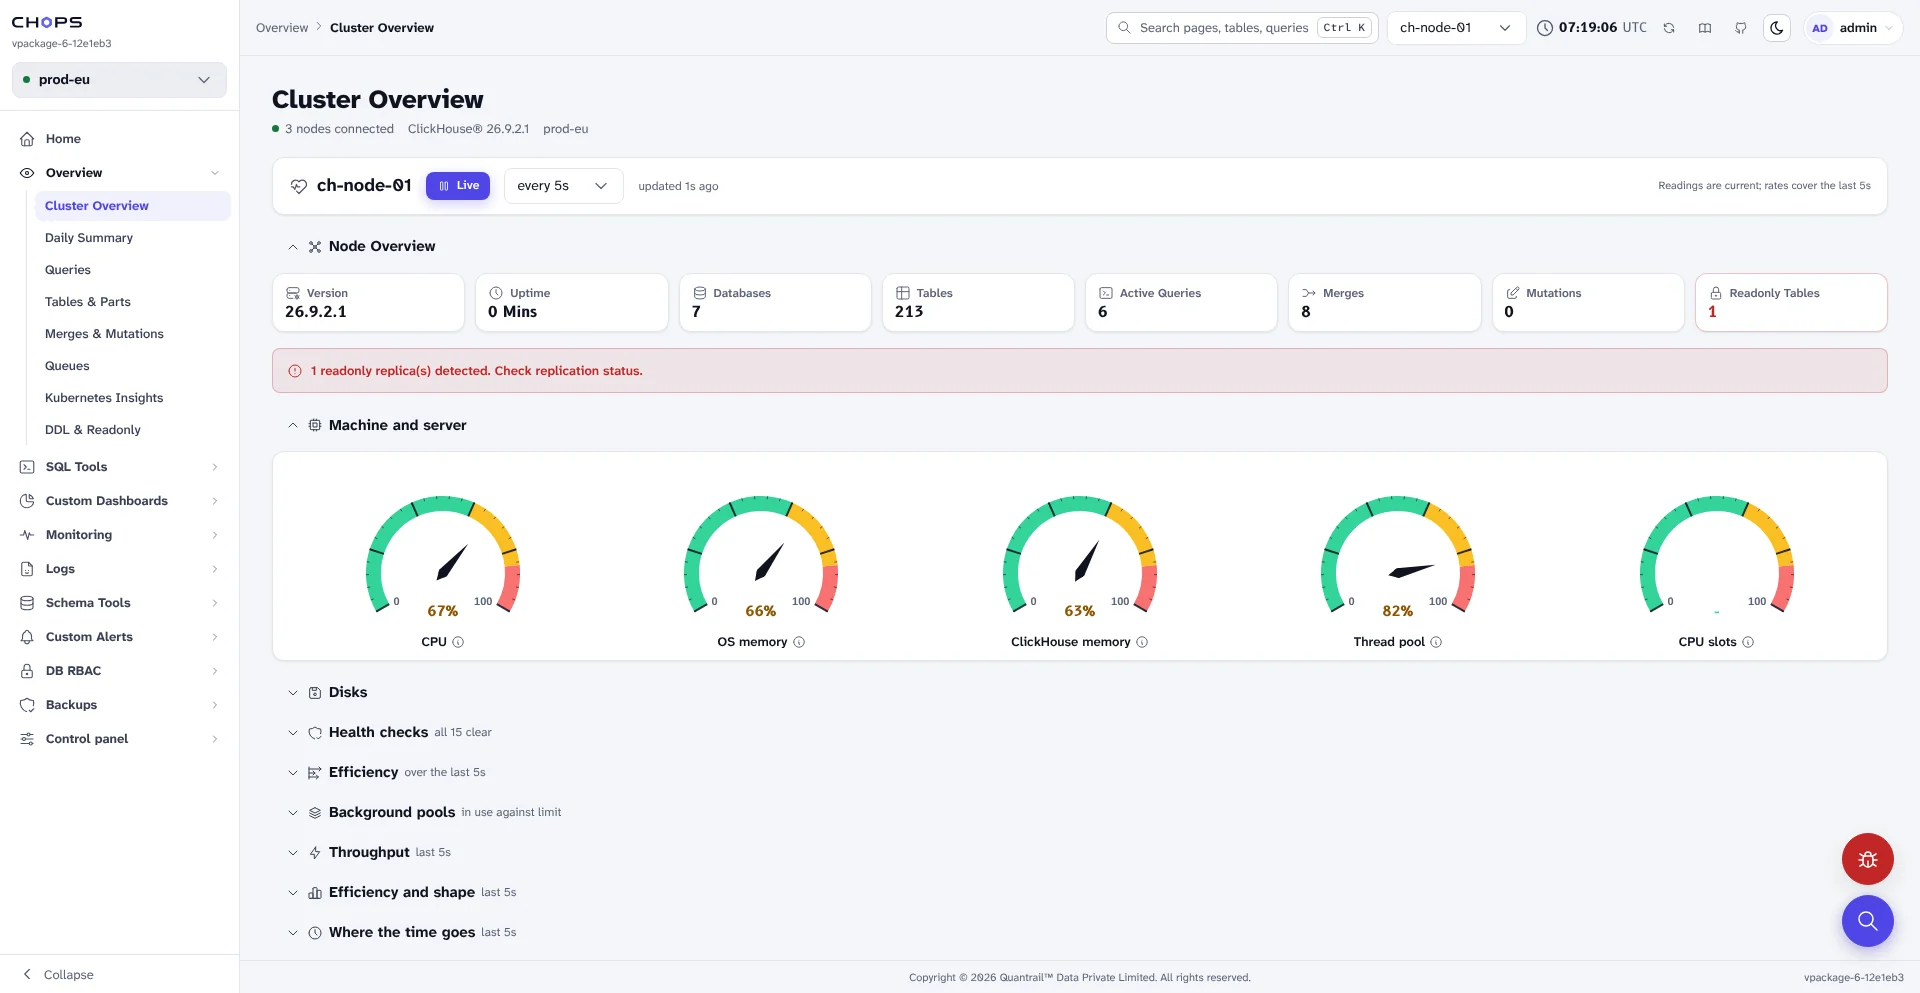 CHOPS
vpackage-6-12e1eb3
prod-eu
Home
Overview
Cluster Overview
Daily Summary
Queries
Tables & Parts
Merges & Mutations
Queues
Kubernetes Insights
DDL & Readonly
SQL Tools
Custom Dashboards
Monitoring
Logs
Schema Tools
Custom Alerts
DB RBAC
Backups
Control panel
Collapse
Overview > Cluster Overview
Search pages, tables, queries Ctrl K
ch-node-01
07:19:06 UTC
AD admin
Cluster Overview
3 nodes connected ClickHouse® 26.9.2.1 prod-eu
ch-node-01 Live every 5s updated 1s ago
Readings are current; rates cover the last 5s
Node Overview
Version
26.9.2.1
Uptime
0 Mins
Databases
7
Tables
213
Active Queries
6
Merges
8
Mutations
0
Readonly Tables
1
1 readonly replica(s) detected. Check replication status.
Machine and server
0 100
67%
CPU
0 100
66%
OS memory
0 100
63%
ClickHouse memory
0 100
82%
Thread pool
0 100
-
CPU slots
Disks
Health checks all 15 clear
Efficiency over the last 5s
Background pools in use against limit
Throughput last 5s
Efficiency and shape last 5s
Where the time goes last 5s
Copyright © 2026 Quantrail™ Data Private Limited. All rights reserved.
vpackage-6-12e1eb3